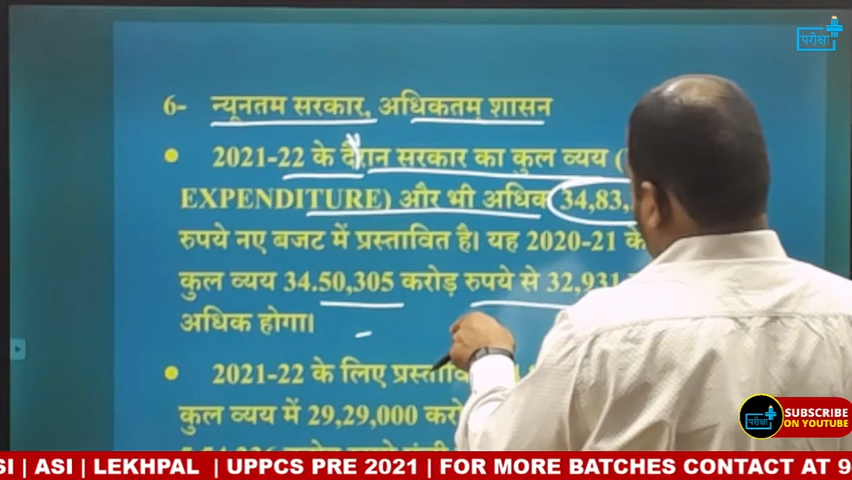 परीक्षा
6- न्यूनतम सरकार, अधिकतम शासन
2021-22 के दौरान सरकार का कुल व्यय (
EXPENDITURE) और भी अधिक 34,83,
रुपये नए बजट में प्रस्तावित है। यह 2020-21 के
कुल व्यय 34.50,305 करोड़ रुपये से 32,931
अधिक होगा।
2021-22 के लिए
कुल व्यय में 29,29,000
परीक्षा
SUBSCRIBE
ON YOUTUBE
SI | ASI | LEKHPAL | UPPCS PRE 2021 | FOR MORE BATCHES CONTACT AT 9